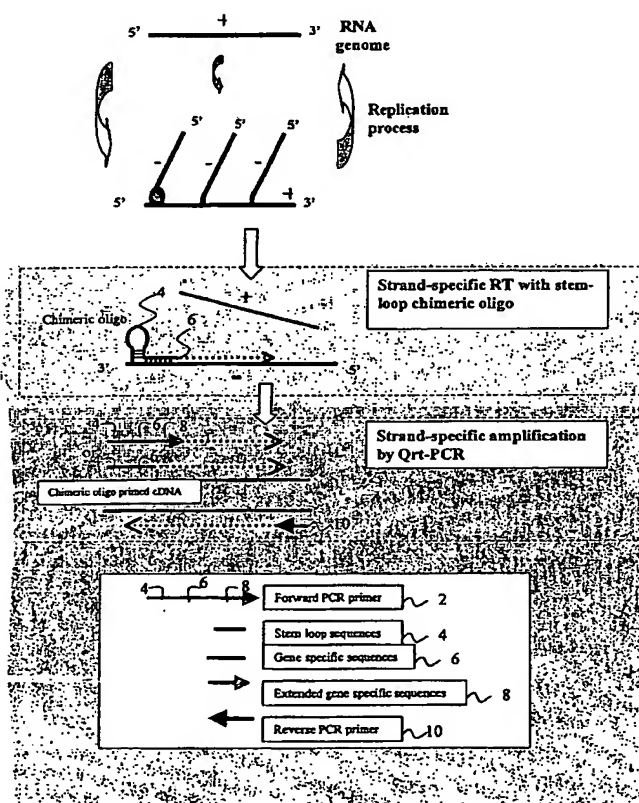 +
5' 3' RNA
genome
Replication
process
5' 5' 5'
- - -
5' + 3'
4
Strand-specific RT with stem-
loop chimeric oligo
Chimeric oligo 6
+
3' 5'
-
4 6 8
Strand-specific amplification
by Qrt-PCR
Chimeric oligo primed cDNA
10
4 6 8 Forward PCR primer 2
Stem loop sequences 4
Gene specific sequences 6
Extended gene specific sequences 8
Reverse PCR primer 10